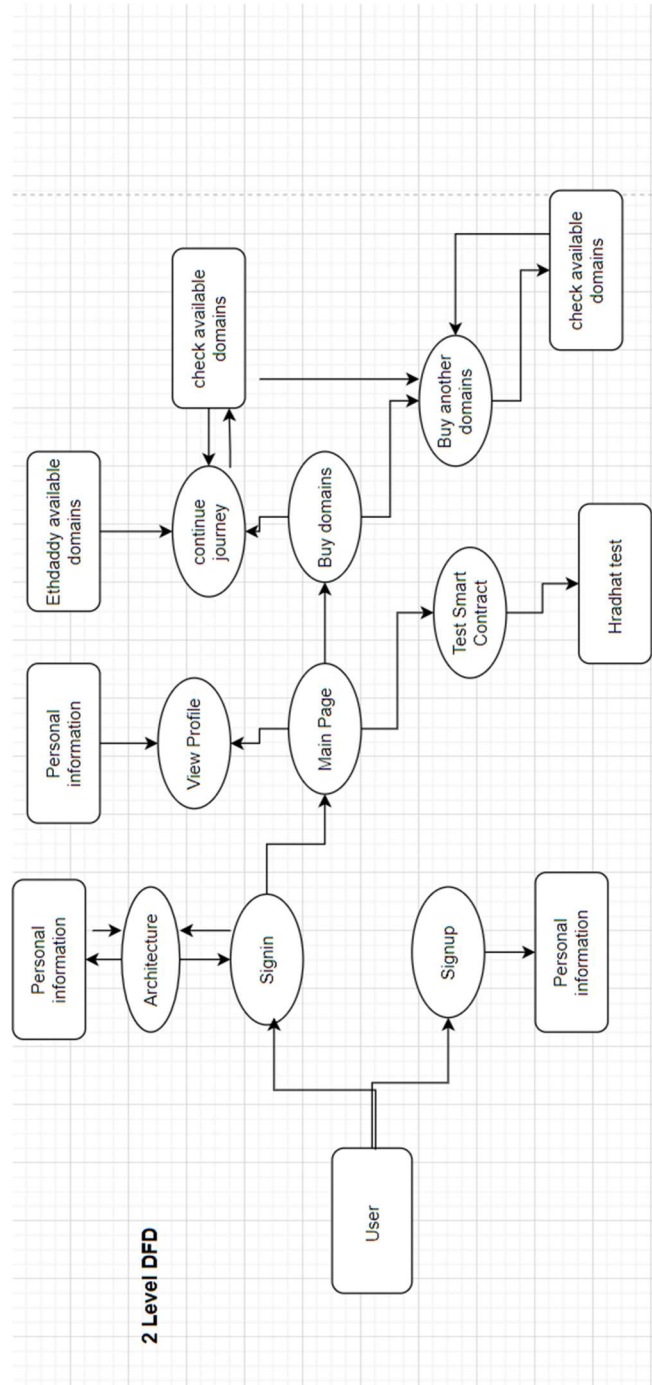 2 Level DFD
User
Signin
Signup
Personal
information
Architecture
Personal
information
Main Page
View Profile
Personal
information
Test Smart
Contract
Hradhat test
Buy domains
continue
journey
Ethdaddy available
domains
check available
domains
Buy another
domains
check available
domains